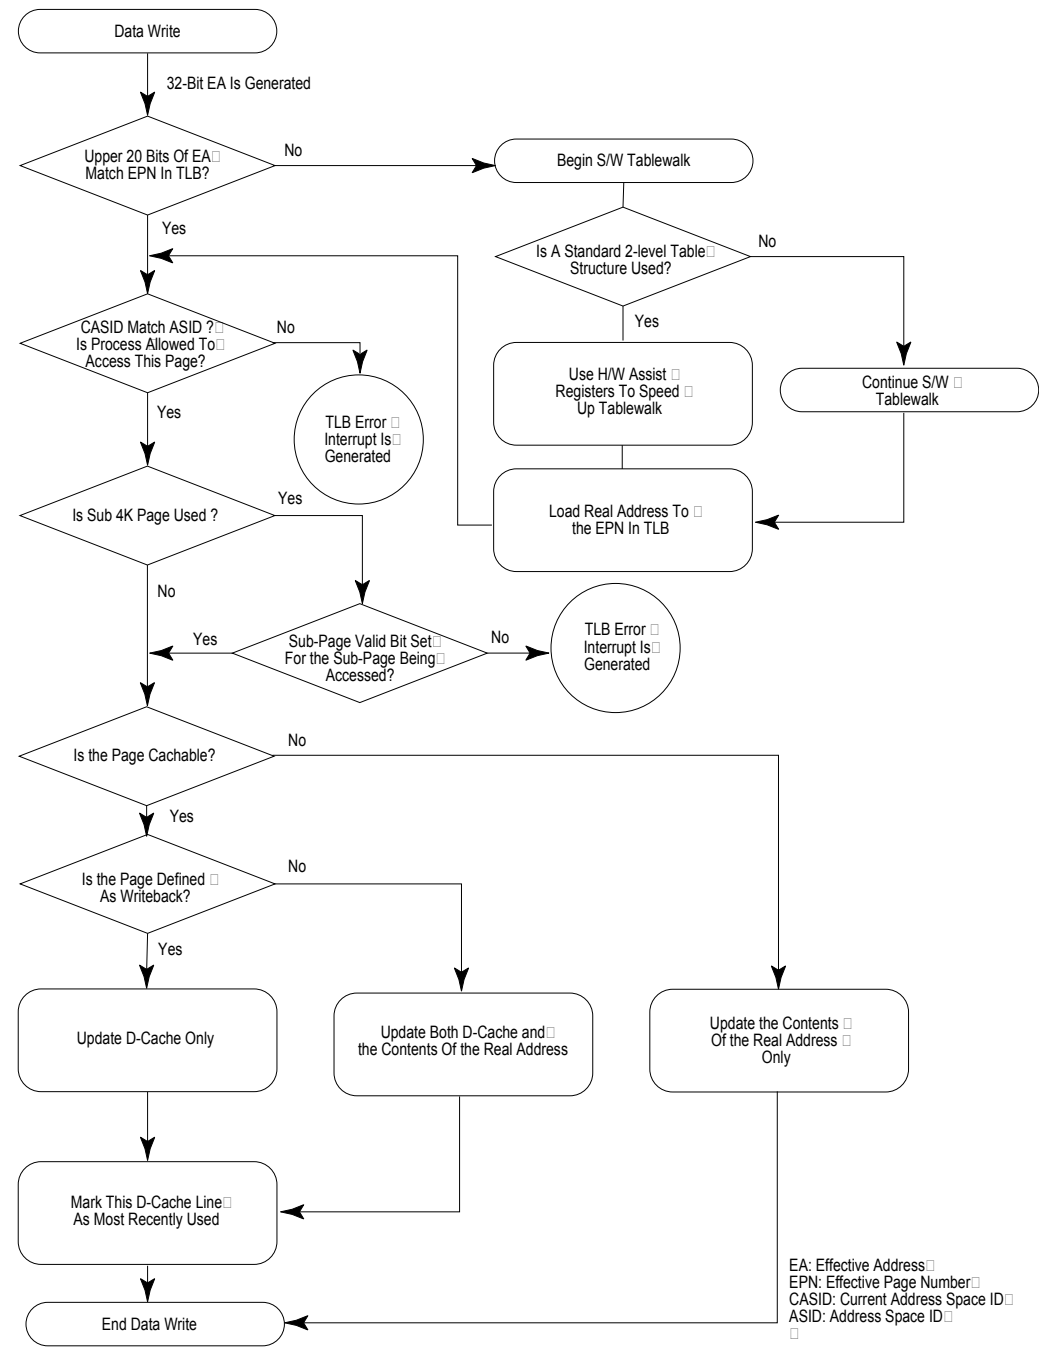 Data Write
32-Bit EA Is Generated
Upper 20 Bits Of EA
Match EPN In TLB?
No
Begin S/W Tablewalk
Yes
Is A Standard 2-level Table
Structure Used?
No
Yes
CASID Match ASID ?
Is Process Allowed To
Access This Page?
No
Use H/W Assist
Registers To Speed
Up Tablewalk
Continue S/W
Tablewalk
Yes
TLB Error
Interrupt Is
Generated
Is Sub 4K Page Used ?
Yes
Load Real Address To
the EPN In TLB
No
Sub-Page Valid Bit Set
For the Sub-Page Being
Accessed?
Yes
No
TLB Error
Interrupt Is
Generated
Is the Page Cachable?
No
Yes
Is the Page Defined
As Writeback?
No
Yes
Update D-Cache Only
Update Both D-Cache and
the Contents Of the Real Address
Update the Contents
Of the Real Address
Only
Mark This D-Cache Line
As Most Recently Used
End Data Write
EA: Effective Address
EPN: Effective Page Number
CASID: Current Address Space ID
ASID: Address Space ID